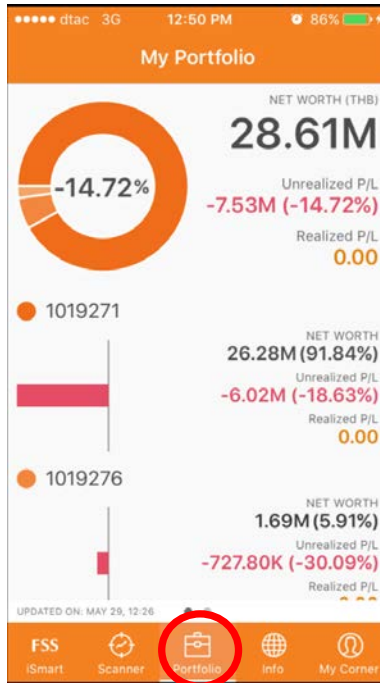 dtac 3G 12:50 PM 86%
My Portfolio
NET WORTH (THB)
28.61M
-14.72%
Unrealized P/L
-7.53M (-14.72%)
Realized P/L
0.00
1019271
NET WORTH
26.28M (91.84%)
Unrealized P/L
-6.02M (-18.63%)
Realized P/L
0.00
1019276
NET WORTH
1.69M (5.91%)
Unrealized P/L
-727.80K (-30.09%)
Realized P/L
UPDATED ON: MAY 29, 12:26
FSS
iSmart Scanner Portfolio Info My Corner